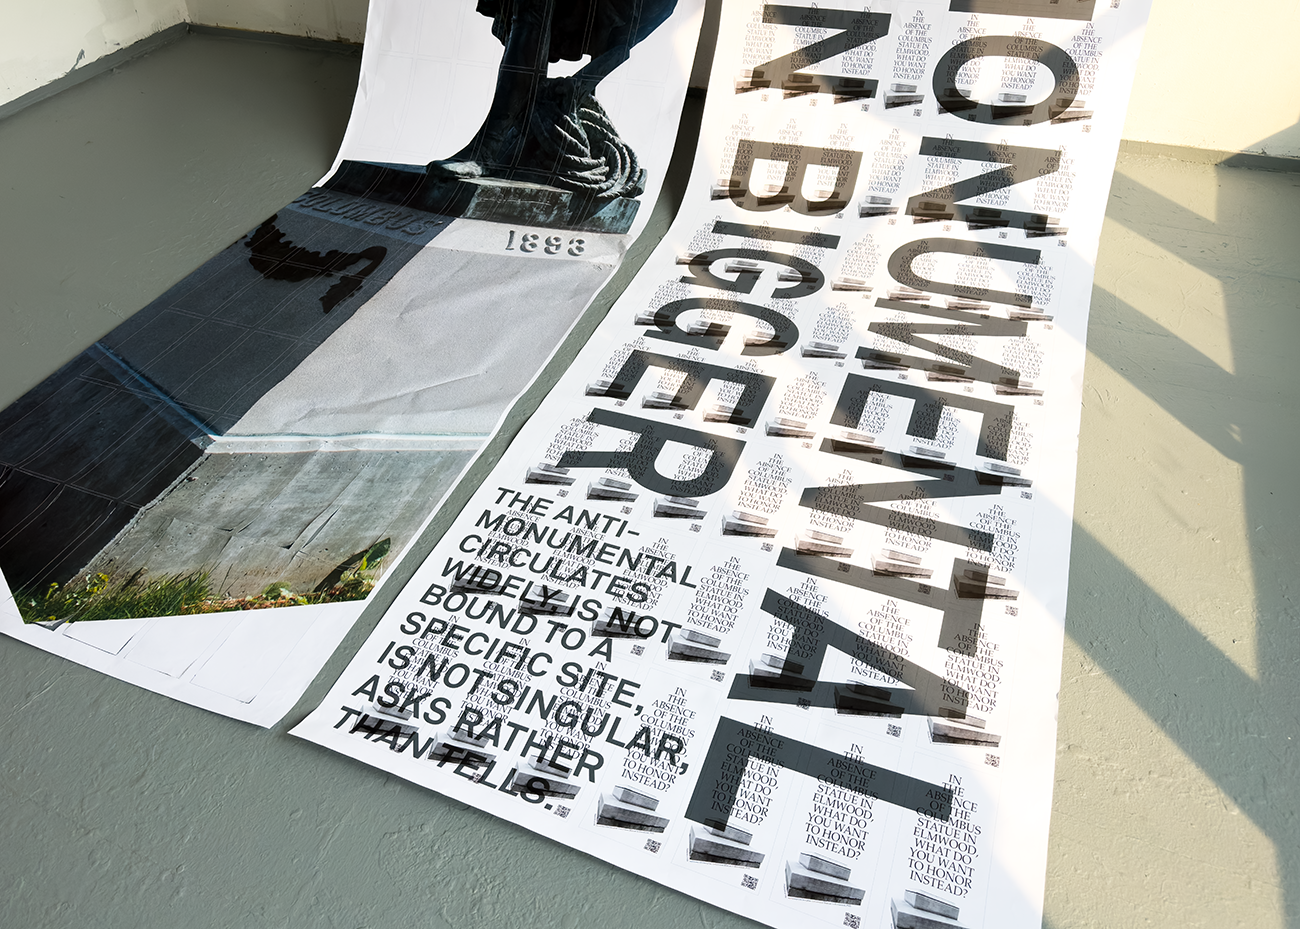 COLUMBUS
1893
IN BIGGER
MONUMENTAL
THE ANTI-
MONUMENTAL
CIRCULATES
WIDELY, IS NOT
BOUND TO A
SPECIFIC SITE,
IS NOT SINGULAR,
ASKS RATHER
THAN TELLS.
IN
THE
ABSENCE
OF THE
COLUMBUS
STATUE IN
ELMWOOD,
WHAT DO
YOU WANT
TO HONOR
INSTEAD?